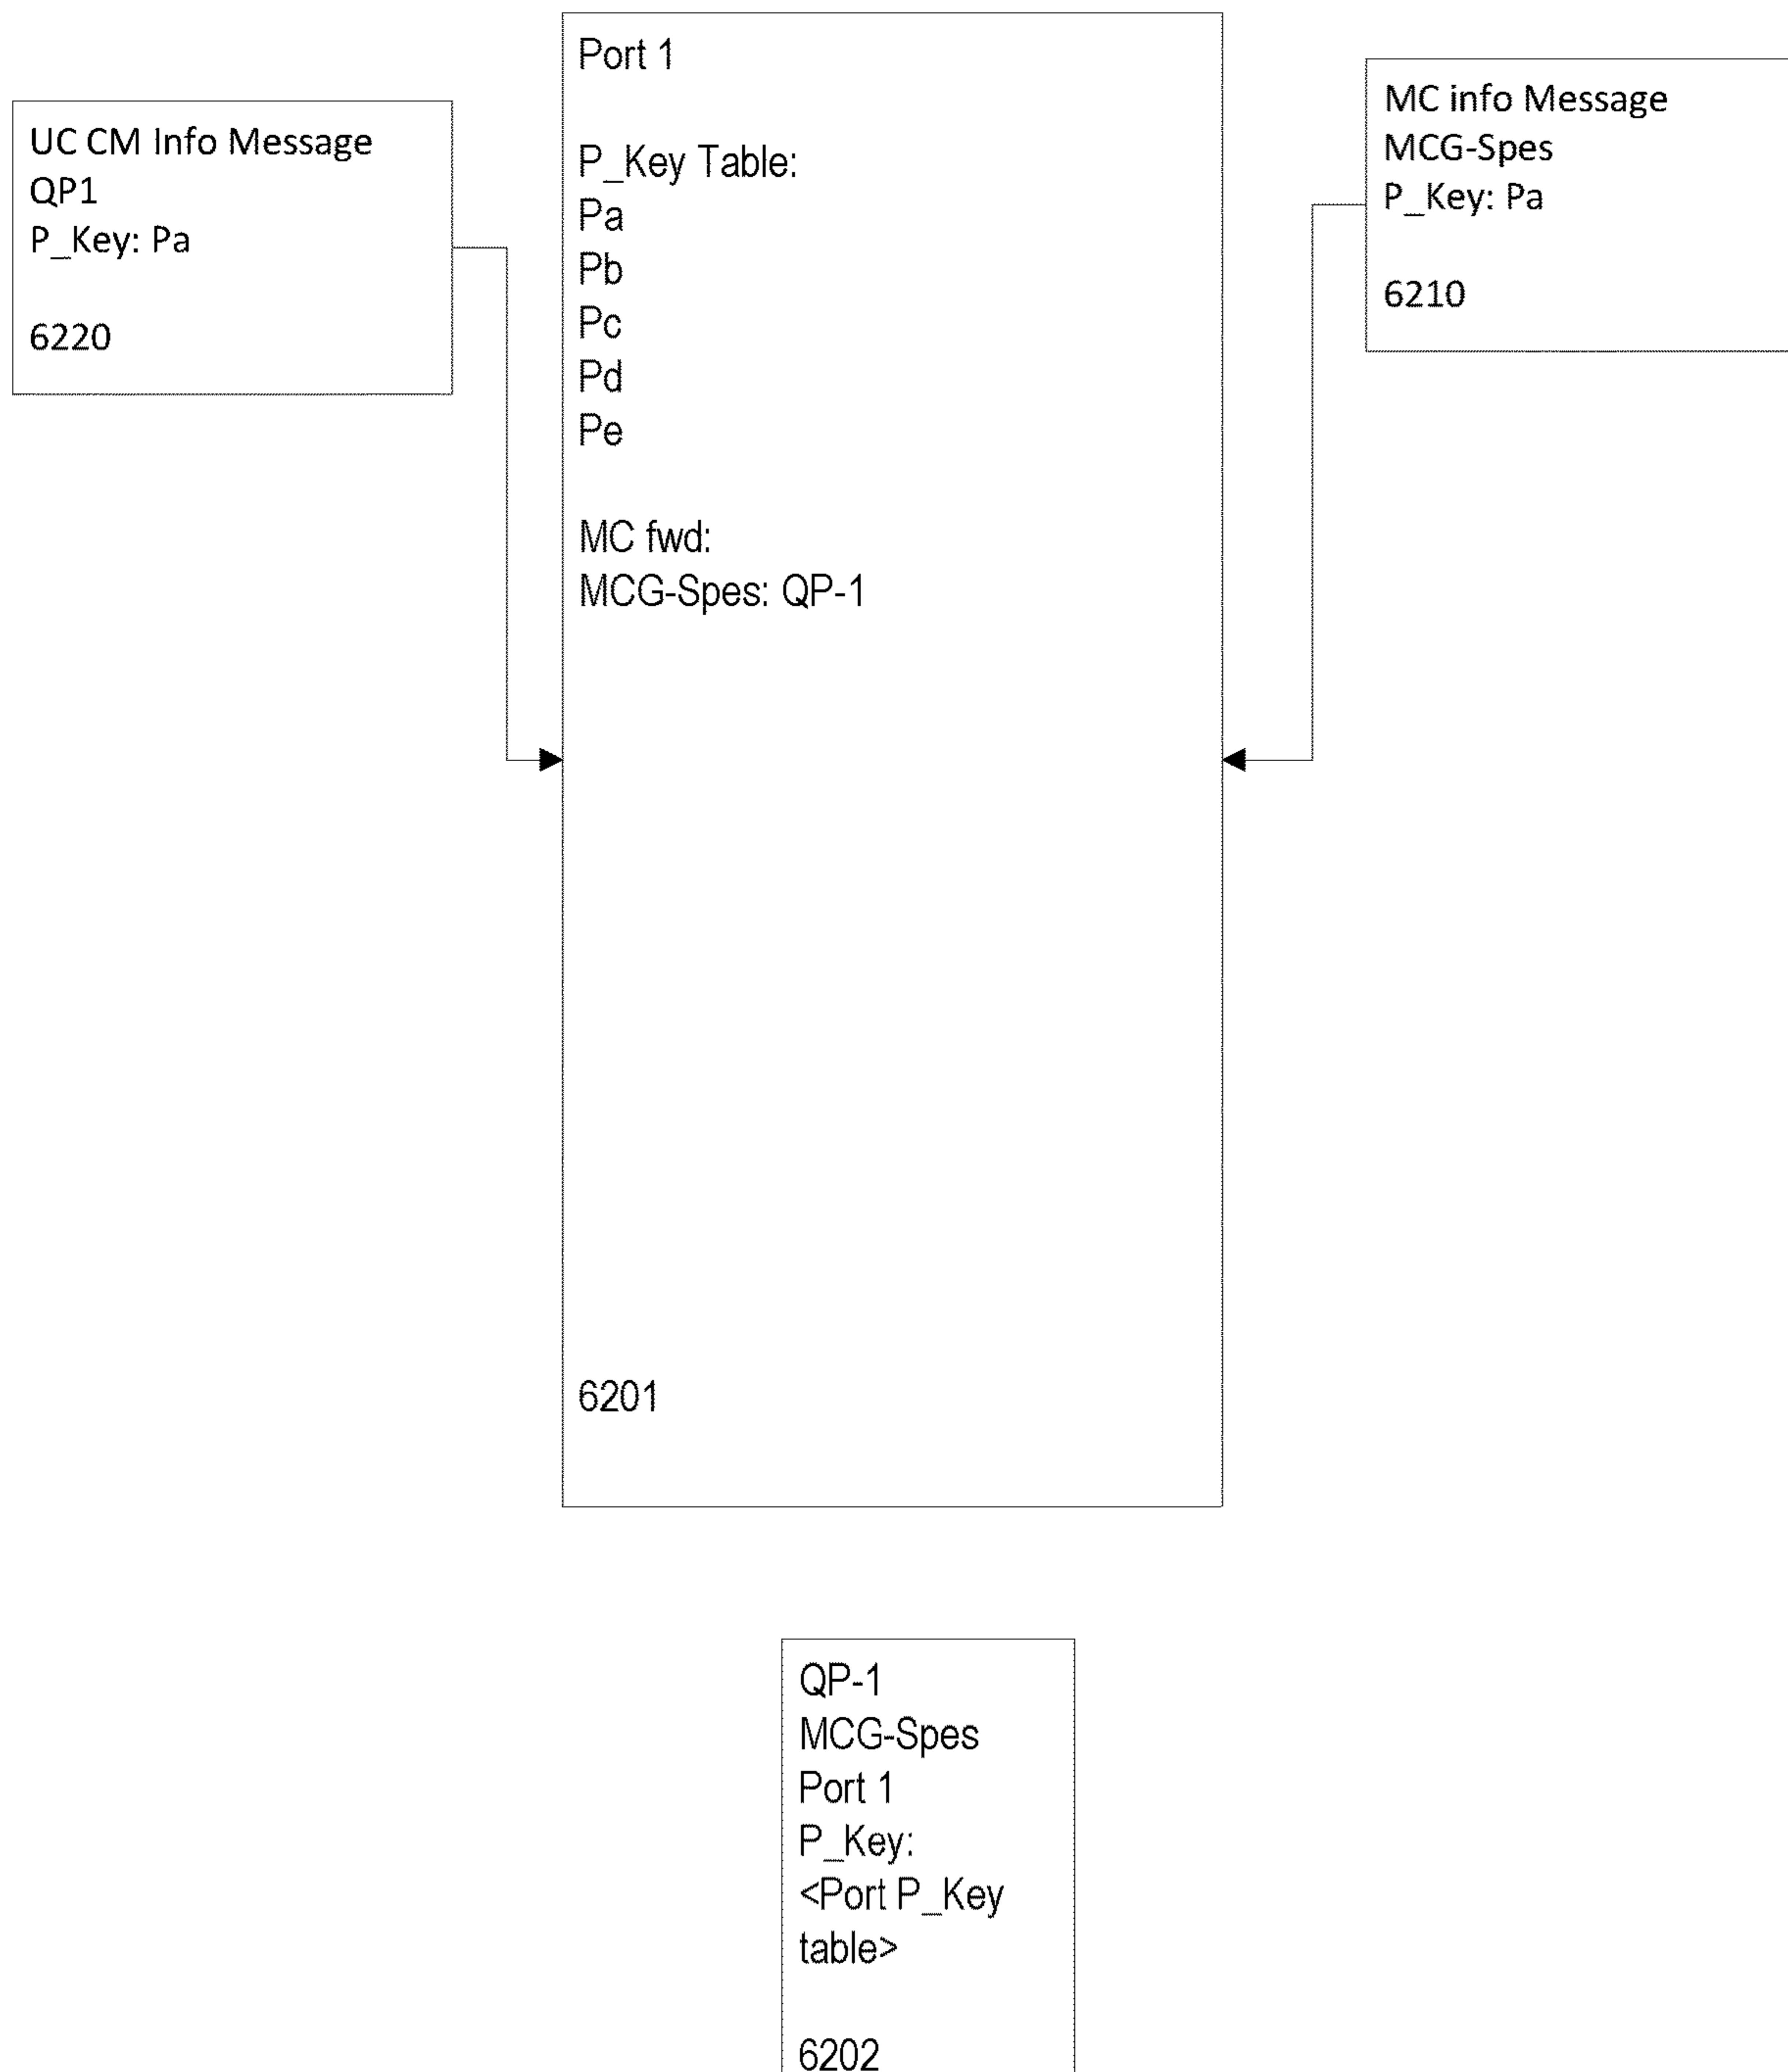 UC CM Info Message
QP1
P_Key: Pa
6220
Port 1
P_Key Table:
Pa
Pb
Pc
Pd
Pe
MC fwd:
MCG-Spes: QP-1
6201
MC info Message
MCG-Spes
P_Key: Pa
6210
QP-1
MCG-Spes
Port 1
P_Key:
<Port P_Key
table>
6202